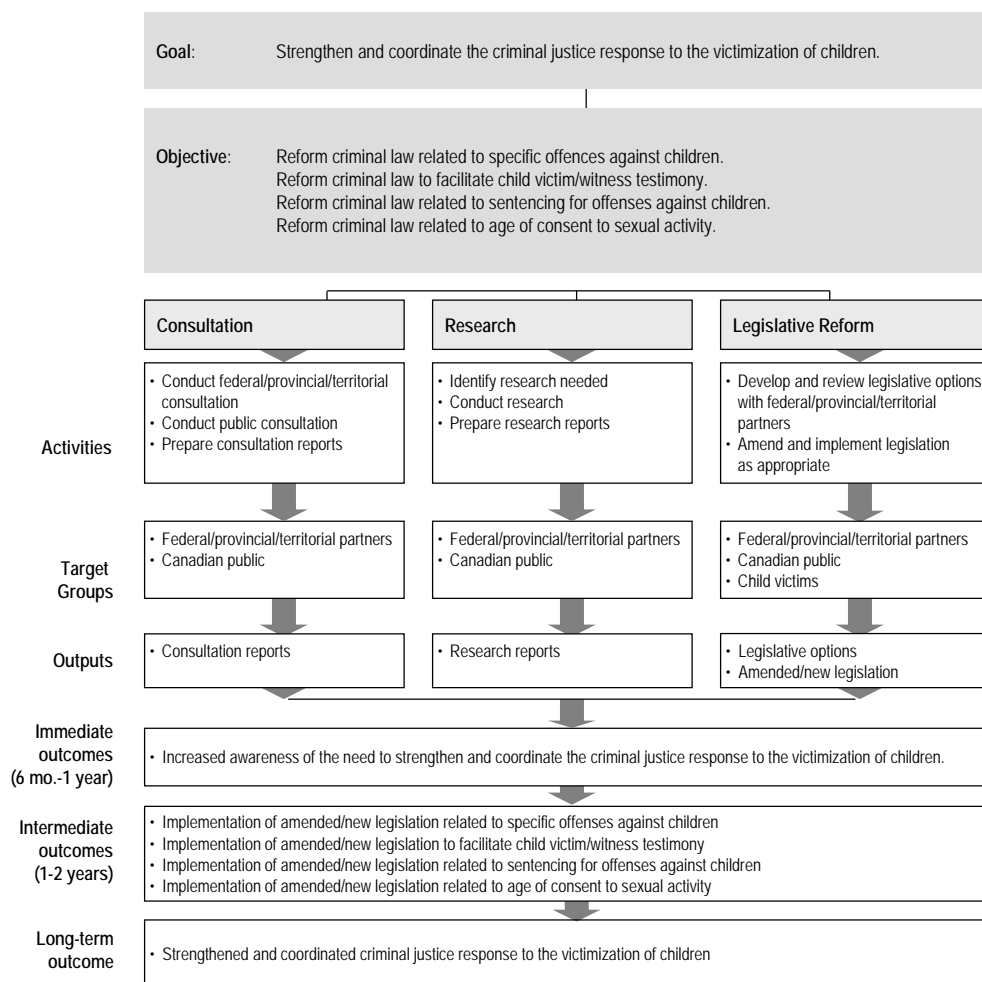 Goal: Strengthen and coordinate the criminal justice response to the victimization of children.
Objective: Reform criminal law related to specific offences against children.
Reform criminal law to facilitate child victim/witness testimony.
Reform criminal law related to sentencing for offenses against children.
Reform criminal law related to age of consent to sexual activity.
Consultation
Research
Legislative Reform
Activities
• Conduct federal/provincial/territorial
consultation
• Conduct public consultation
• Prepare consultation reports
• Identify research needed
• Conduct research
• Prepare research reports
• Develop and review legislative options
with federal/provincial/territorial
partners
• Amend and implement legislation
as appropriate
Target
Groups
• Federal/provincial/territorial partners
• Canadian public
• Federal/provincial/territorial partners
• Canadian public
• Federal/provincial/territorial partners
• Canadian public
• Child victims
Outputs
• Consultation reports
• Research reports
• Legislative options
• Amended/new legislation
Immediate
outcomes
(6 mo.-1 year)
• Increased awareness of the need to strengthen and coordinate the criminal justice response to the victimization of children.
Intermediate
outcomes
(1-2 years)
• Implementation of amended/new legislation related to specific offenses against children
• Implementation of amended/new legislation to facilitate child victim/witness testimony
• Implementation of amended/new legislation related to sentencing for offenses against children
• Implementation of amended/new legislation related to age of consent to sexual activity
Long-term
outcome
• Strengthened and coordinated criminal justice response to the victimization of children